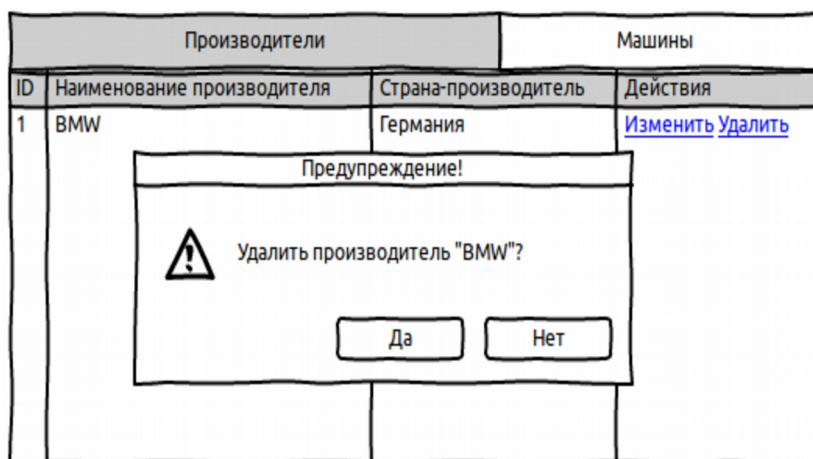 Производители Машины
ID Наименование производителя Страна-производитель Действия
1 BMW Германия Изменить Удалить
Предупреждение!
Удалить производитель "BMW"?
Да Нет